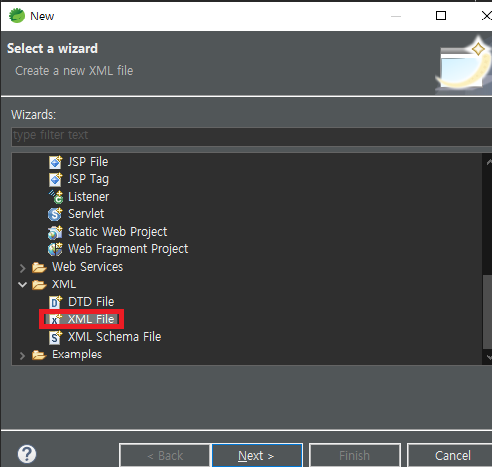 New
Select a wizard
Create a new XML file
Wizards:
type filter text
JSP File
JSP Tag
Listener
Servlet
Static Web Project
Web Fragment Project
Web Services
XML
DTD File
XML File
XML Schema File
Examples
< Back
Next >
Finish
Cancel